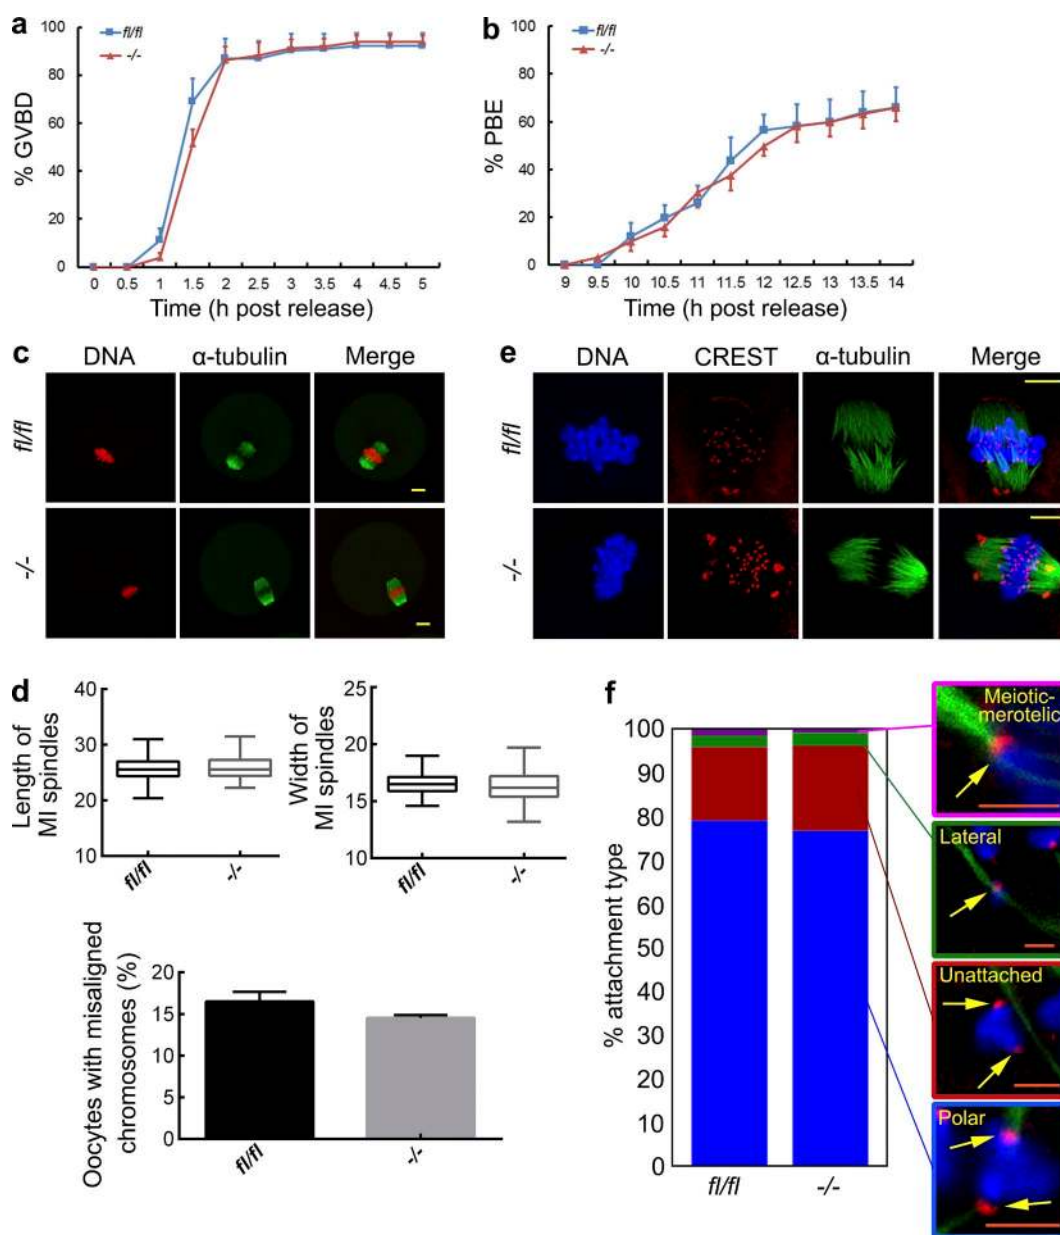 a
fl/fl
-/-
% GVBD
100
80
60
40
20
0
0 0.5 1 1.5 2 2.5 3 3.5 4 4.5 5
Time (h post release)
b
fl/fl
-/-
% PBE
100
80
60
40
20
0
9 9.5 10 10.5 11 11.5 12 12.5 13 13.5 14
Time (h post release)
c
DNA α-tubulin Merge
fl/fl
-/-
e
DNA CREST α-tubulin Merge
fl/fl
-/-
d
Length of
MI spindles
40
30
20
10
fl/fl -/-
Width of
MI spindles
25
20
15
10
fl/fl -/-
Oocytes with misaligned
chromosomes (%)
20
15
10
5
0
fl/fl -/-
f
% attachment type
100
90
80
70
60
50
40
30
20
10
0
fl/fl -/-
Meiotic-
merotelic
Lateral
Unattached
Polar